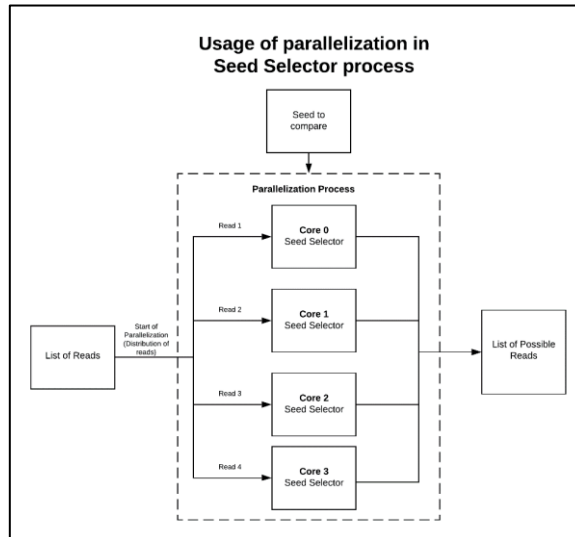 Usage of parallelization in
Seed Selector process
Seed to
compare
Parallelization Process
Read 1
Core 0
Seed Selector
Read 2
Core 1
Seed Selector
Start of
Parallelization
(Distribution of
reads)
List of Reads
List of Possible
Reads
Read 3
Core 2
Seed Selector
Read 4
Core 3
Seed Selector